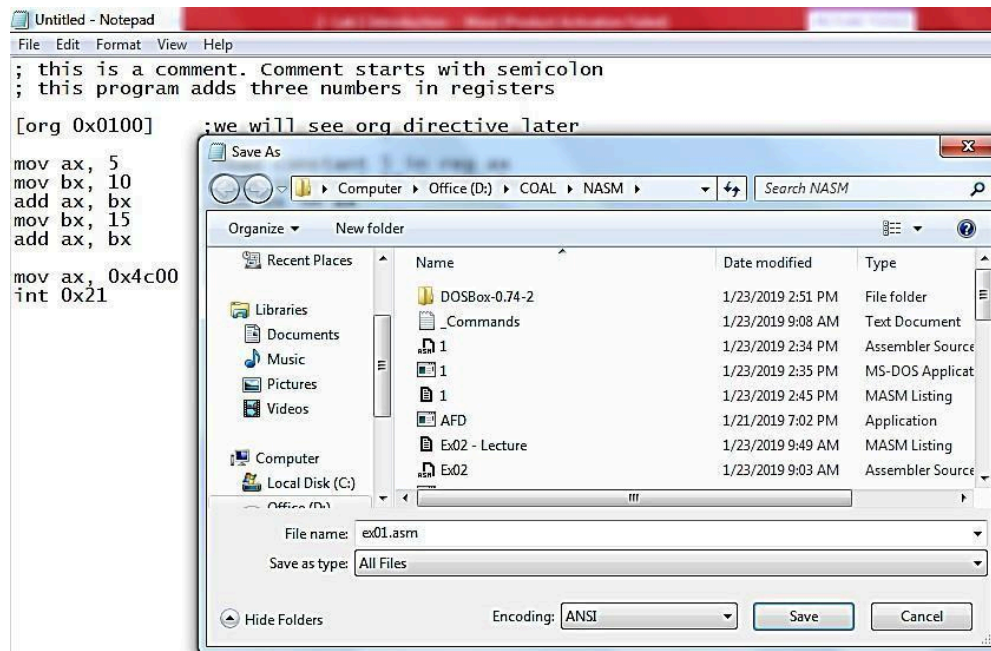 Untitled - Notepad
File Edit Format View Help
; this is a comment. Comment starts with semicolon
; this program adds three numbers in registers
[org 0x0100] ;we will see org directive later
mov ax, 5
mov bx, 10
add ax, bx
mov bx, 15
add ax, bx
mov ax, 0x4c00
int 0x21
Save As
Computer Office (D:) COAL NASM
Search NASM
Organize New folder
Recent Places
Libraries
Documents
Music
Pictures
Videos
Computer
Local Disk (C:)
Office (D:)
Name Date modified Type
DOSBox-0.74-2 1/23/2019 2:51 PM File folder
_Commands 1/23/2019 9:08 AM Text Document
1 1/23/2019 2:34 PM Assembler Source
1 1/23/2019 2:35 PM MS-DOS Applicat
1 1/23/2019 2:45 PM MASM Listing
AFD 1/21/2019 7:02 PM Application
Ex02 - Lecture 1/23/2019 9:49 AM MASM Listing
Ex02 1/23/2019 9:03 AM Assembler Source
File name: ex01.asm
Save as type: All Files
Hide Folders
Encoding: ANSI
Save
Cancel